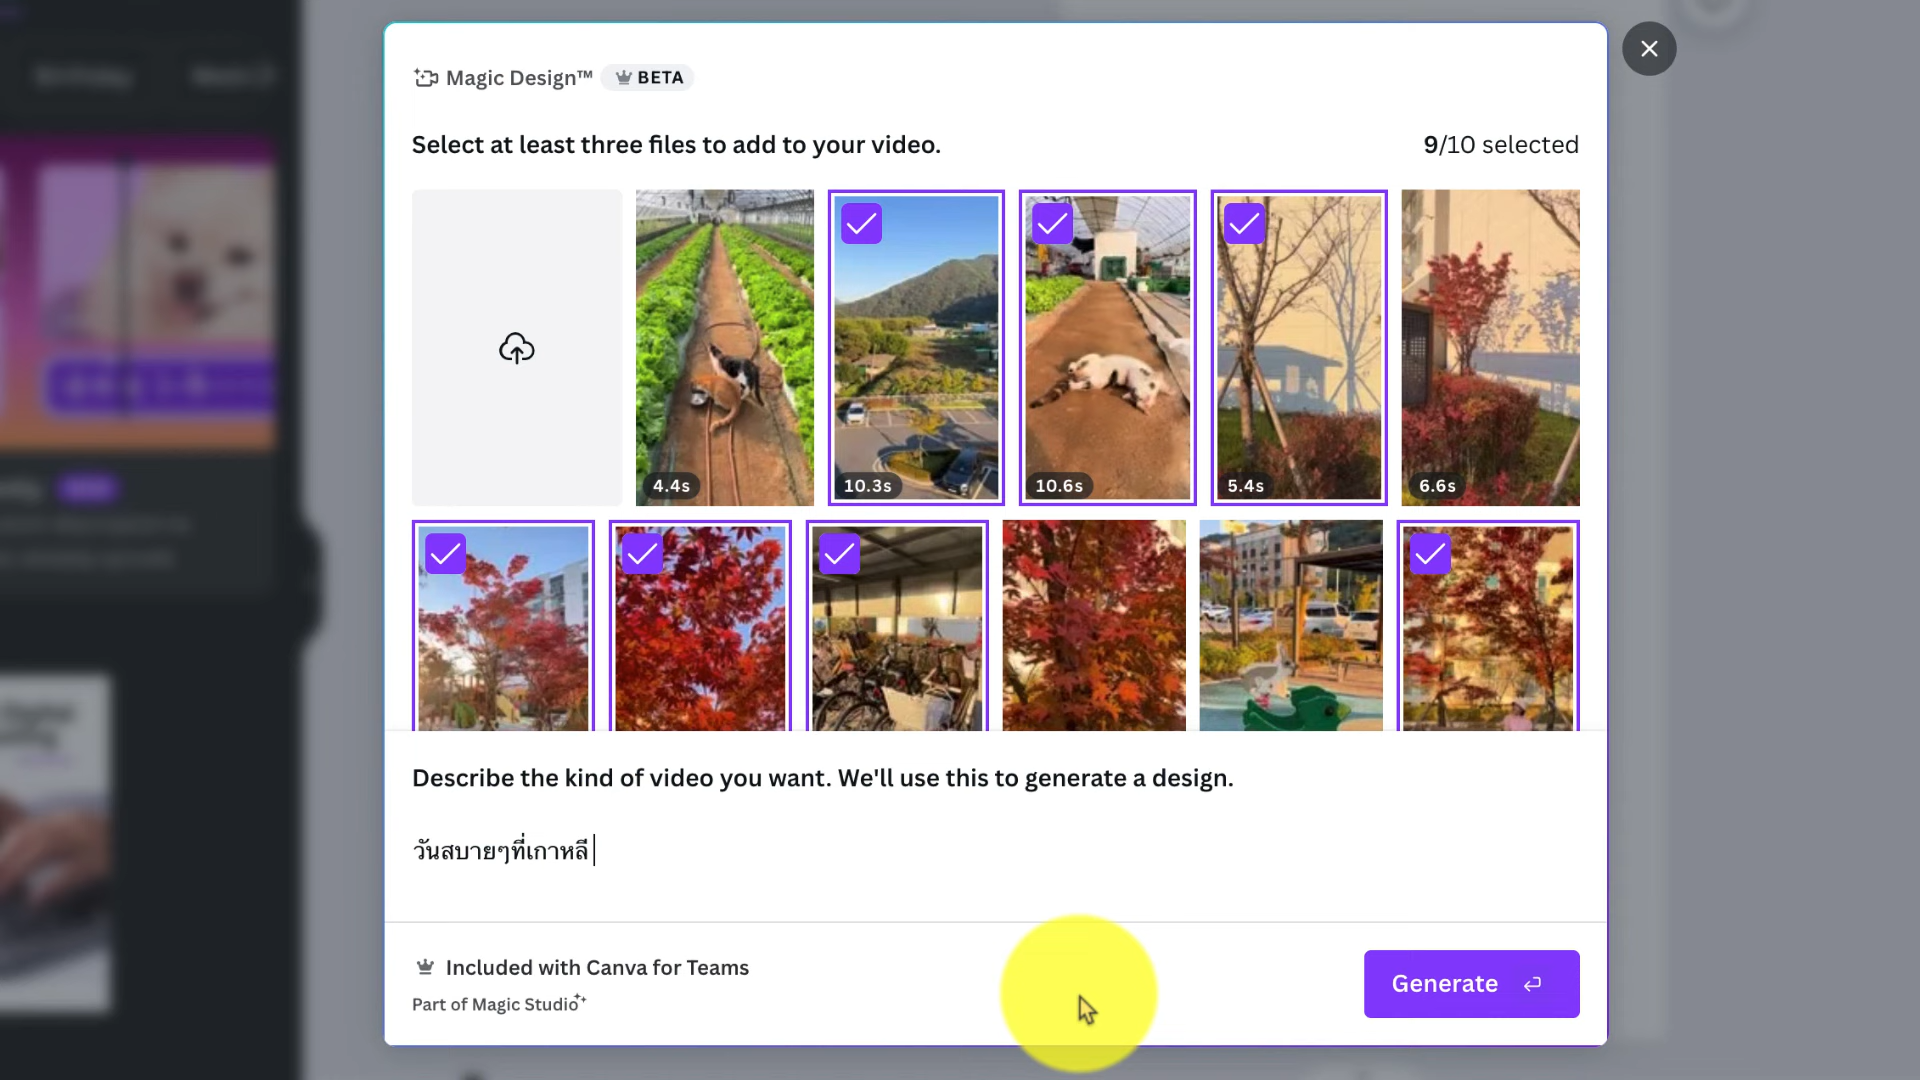 Magic Design™ BETA
Select at least three files to add to your video.
9/10 selected
4.4s
10.3s
10.6s
5.4s
6.6s
Describe the kind of video you want. We'll use this to generate a design.
วันสบายๆที่เกาหลี
Included with Canva for Teams
Part of Magic Studio
Generate